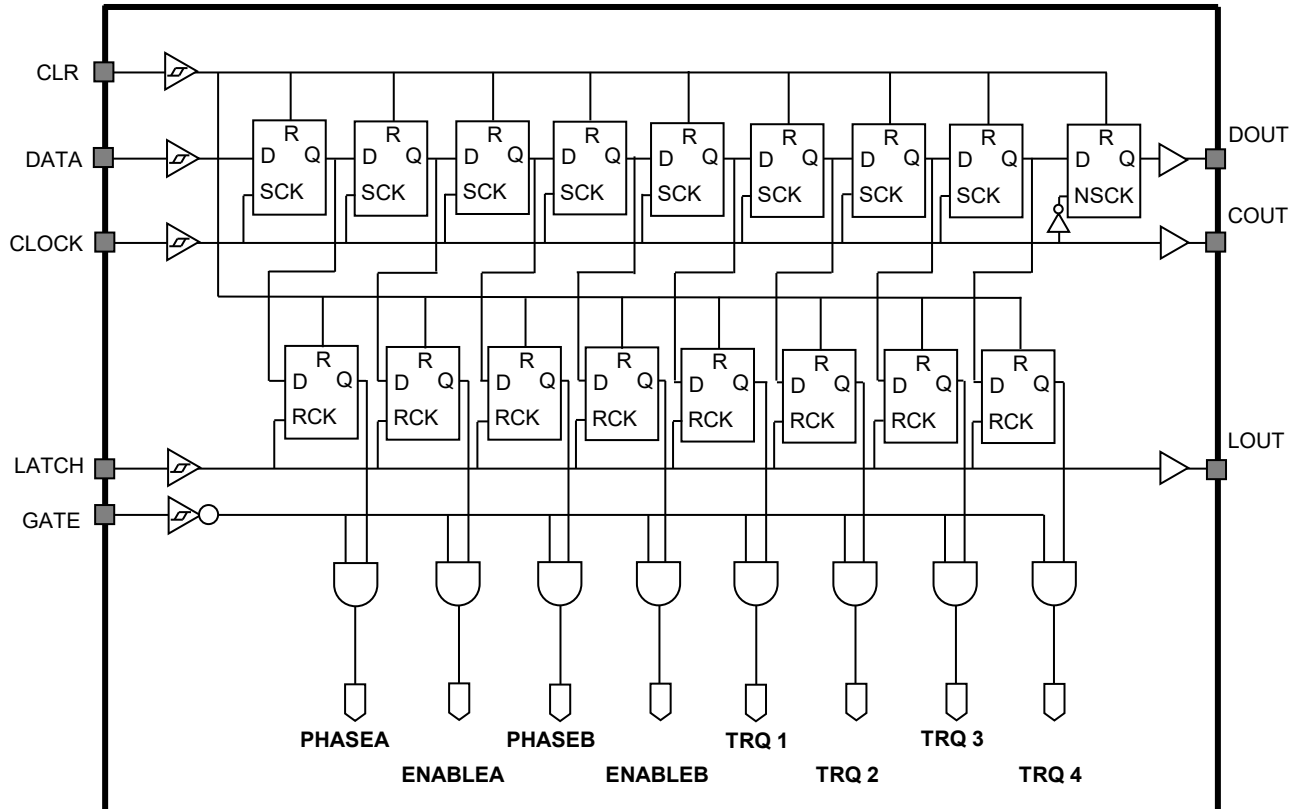 CLR
R R R R R R R R R
DOUT
DATA
D Q D Q D Q D Q D Q D Q D Q D Q D Q
SCK SCK SCK SCK SCK SCK SCK SCK NSCK
COUT
CLOCK
R R R R R R R R
D Q D Q D Q D Q D Q D Q D Q D Q
RCK RCK RCK RCK RCK RCK RCK RCK
LOUT
LATCH
GATE
PHASEA PHASEB TRQ 1 TRQ 3
ENABLEA ENABLEB TRQ 2 TRQ 4